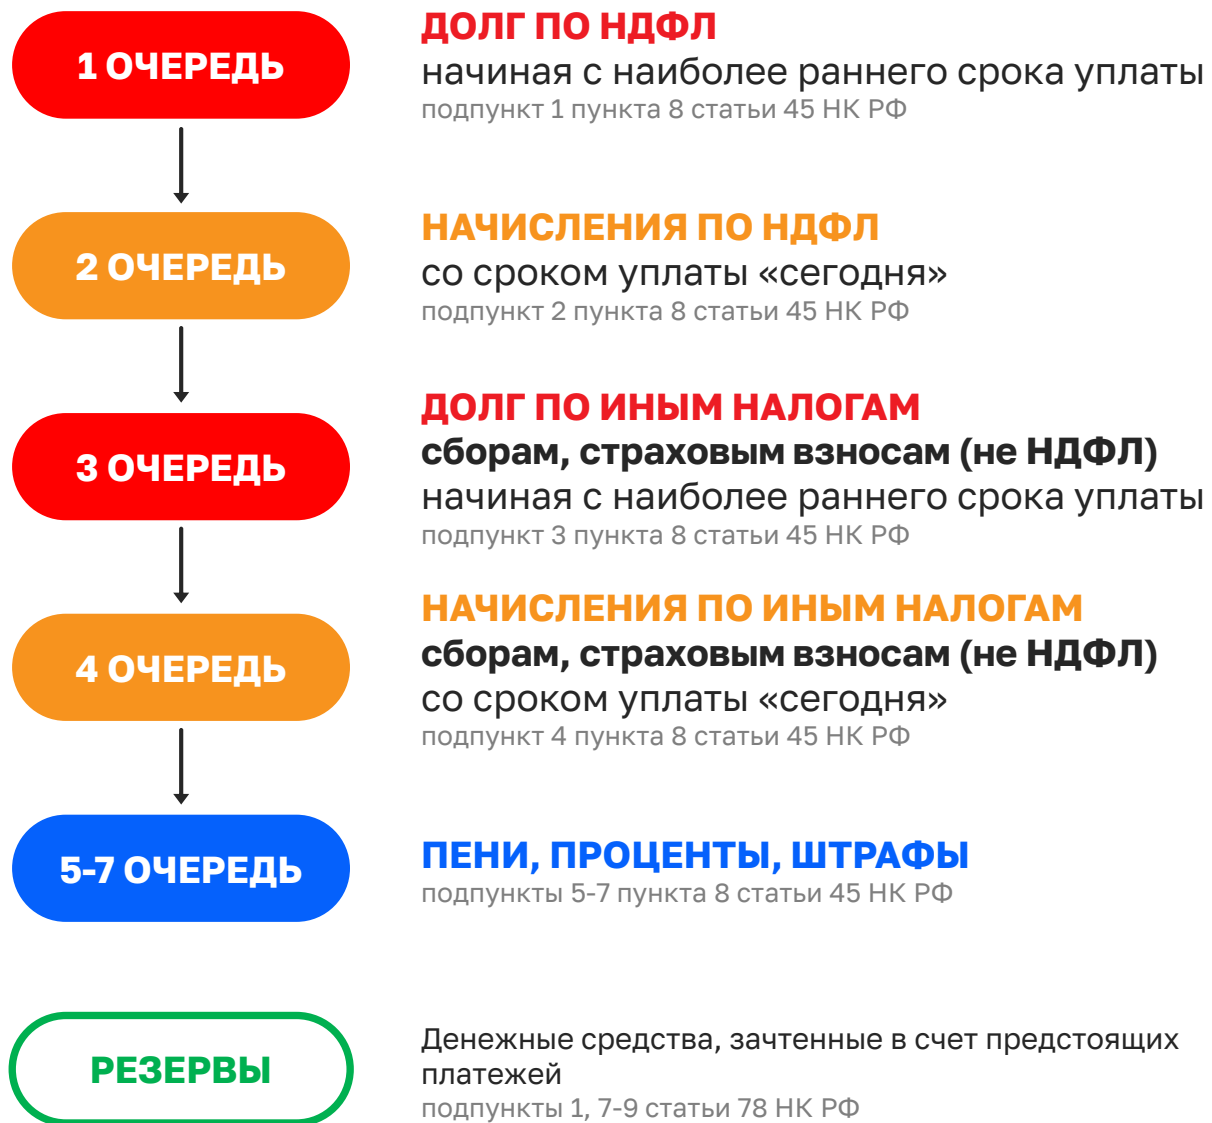 1 ОЧЕРЕДЬ
ДОЛГ ПО НДФЛ
начиная с наиболее раннего срока уплаты
подпункт 1 пункта 8 статьи 45 НК РФ
2 ОЧЕРЕДЬ
НАЧИСЛЕНИЯ ПО НДФЛ
со сроком уплаты «сегодня»
подпункт 2 пункта 8 статьи 45 НК РФ
3 ОЧЕРЕДЬ
ДОЛГ ПО ИНЫМ НАЛОГАМ
сборам, страховым взносам (не НДФЛ)
начиная с наиболее раннего срока уплаты
подпункт 3 пункта 8 статьи 45 НК РФ
4 ОЧЕРЕДЬ
НАЧИСЛЕНИЯ ПО ИНЫМ НАЛОГАМ
сборам, страховым взносам (не НДФЛ)
со сроком уплаты «сегодня»
подпункт 4 пункта 8 статьи 45 НК РФ
5-7 ОЧЕРЕДЬ
ПЕНИ, ПРОЦЕНТЫ, ШТРАФЫ
подпункты 5-7 пункта 8 статьи 45 НК РФ
РЕЗЕРВЫ
Денежные средства, зачтенные в счет предстоящих
платежей
подпункты 1, 7-9 статьи 78 НК РФ